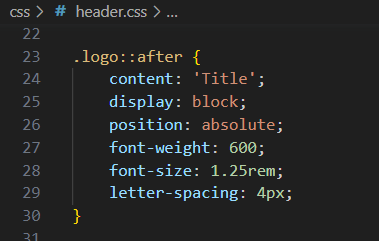 css > # header.css > ...
22
23 .logo::after {
24     content: 'Title';
25     display: block;
26     position: absolute;
27     font-weight: 600;
28     font-size: 1.25rem;
29     letter-spacing: 4px;
30 }